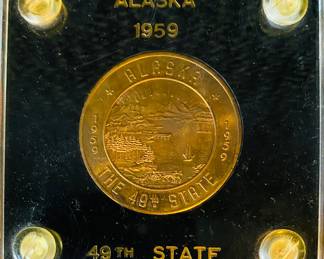 ALASKA
1959
★ ALASKA ★
1959
1959
THE 49TH STATE
49TH STATE